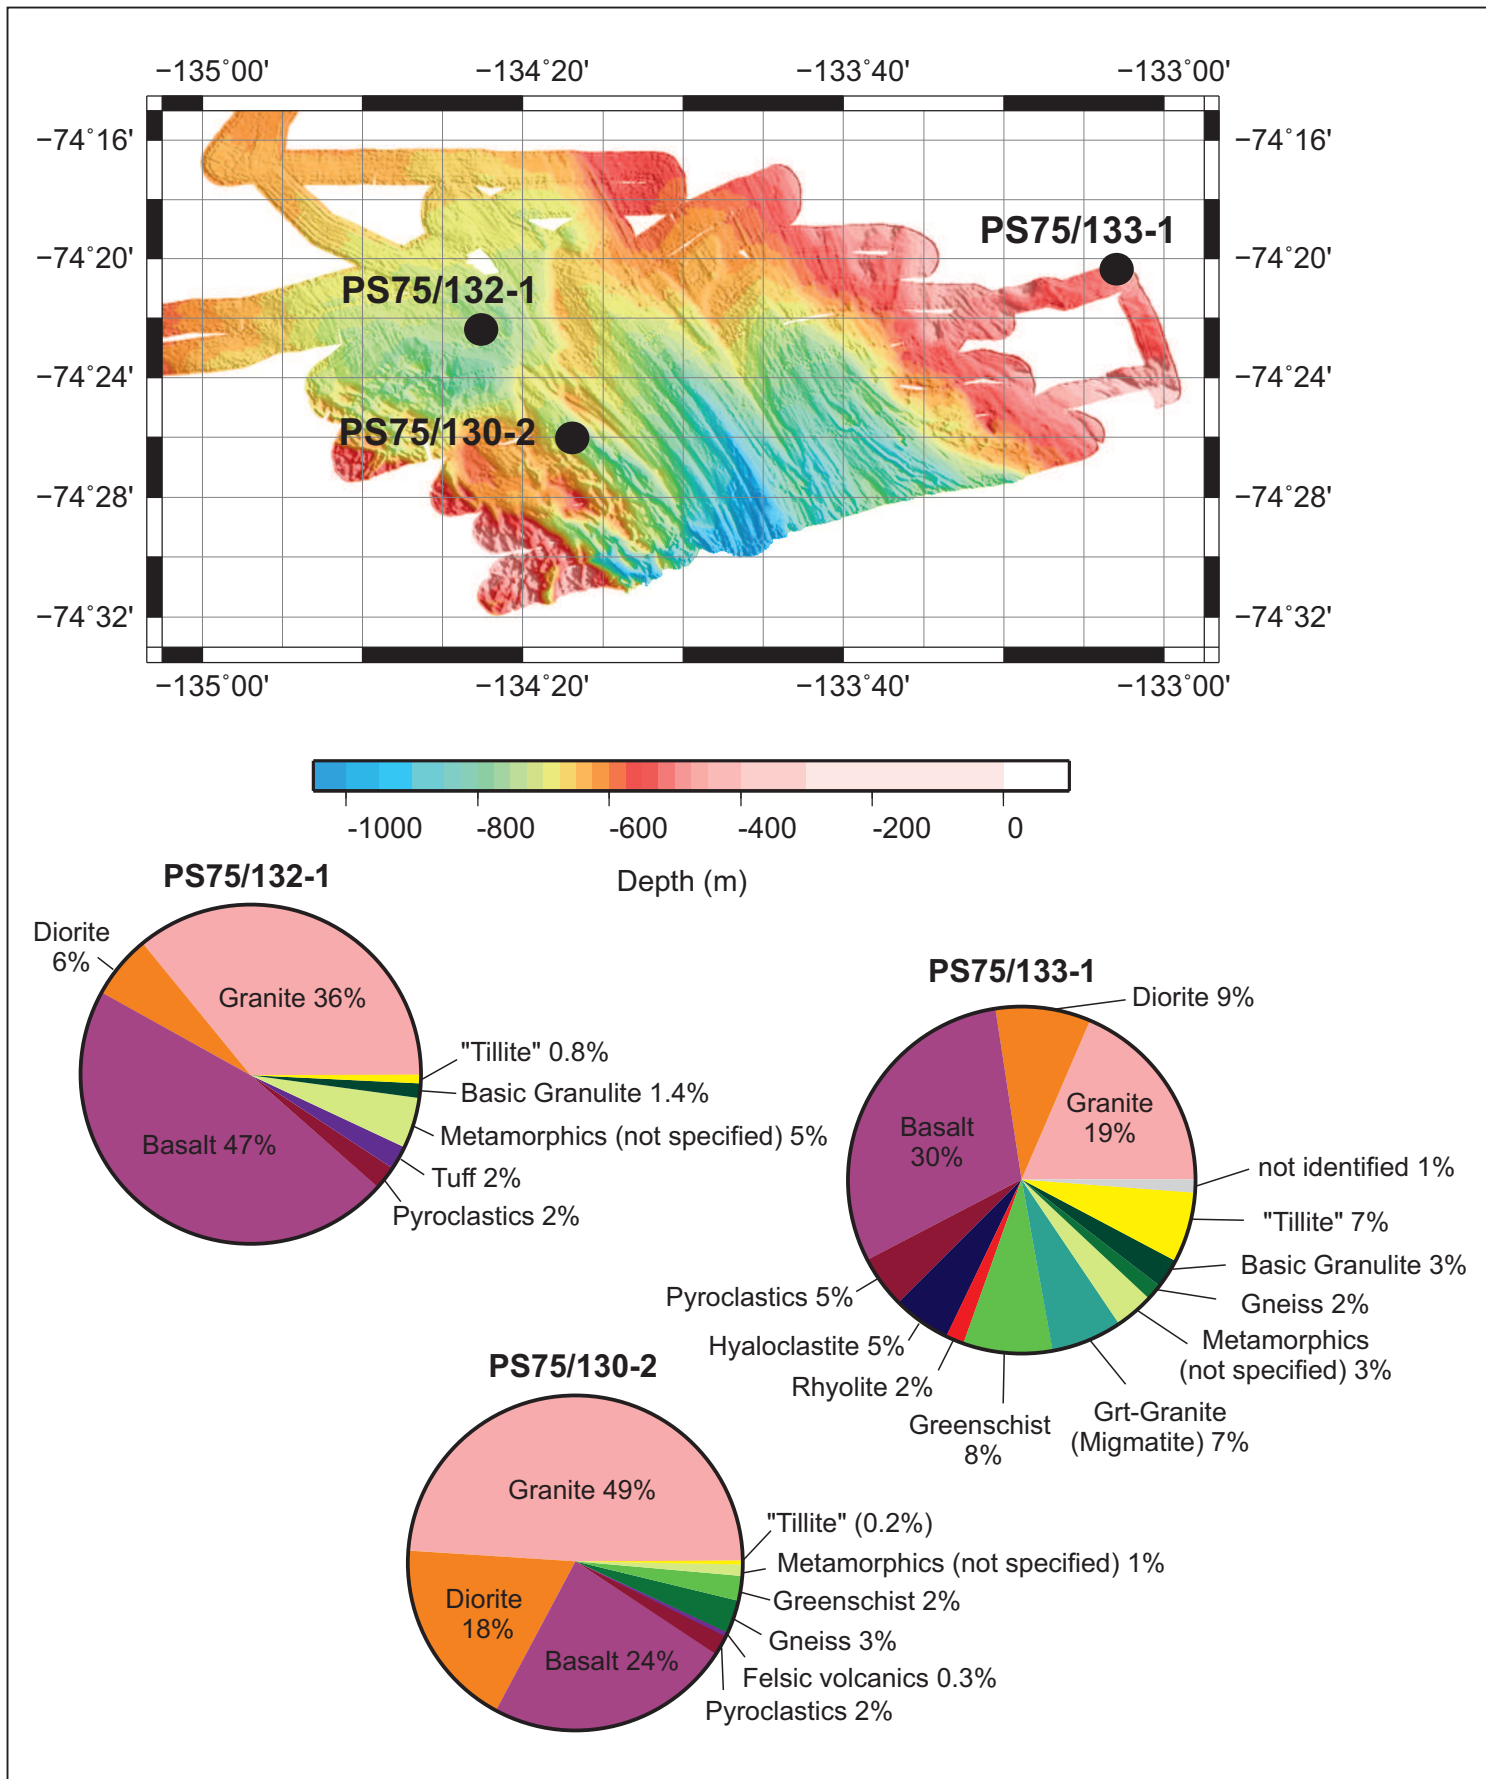 −135˚00' −134˚20' −133˚40' −133˚00'
−74˚16' −74˚16'
PS75/133-1
−74˚20' −74˚20'
PS75/132-1
−74˚24' −74˚24'
PS75/130-2
−74˚28' −74˚28'
−74˚32' −74˚32'
−135˚00' −134˚20' −133˚40' −133˚00'
-1000 -800 -600 -400 -200 0
Depth (m)
PS75/132-1
Diorite
6%
Granite 36%
"Tillite" 0.8%
Basic Granulite 1.4%
Metamorphics (not specified) 5%
Tuff 2%
Pyroclastics 2%
Basalt 47%
PS75/133-1
Diorite 9%
Granite
19%
Basalt
30%
not identified 1%
"Tillite" 7%
Basic Granulite 3%
Gneiss 2%
Metamorphics
(not specified) 3%
Grt-Granite
(Migmatite) 7%
Greenschist
8%
Rhyolite 2%
Hyaloclastite 5%
Pyroclastics 5%
PS75/130-2
Granite 49%
"Tillite" (0.2%)
Metamorphics (not specified) 1%
Greenschist 2%
Gneiss 3%
Felsic volcanics 0.3%
Pyroclastics 2%
Basalt 24%
Diorite
18%